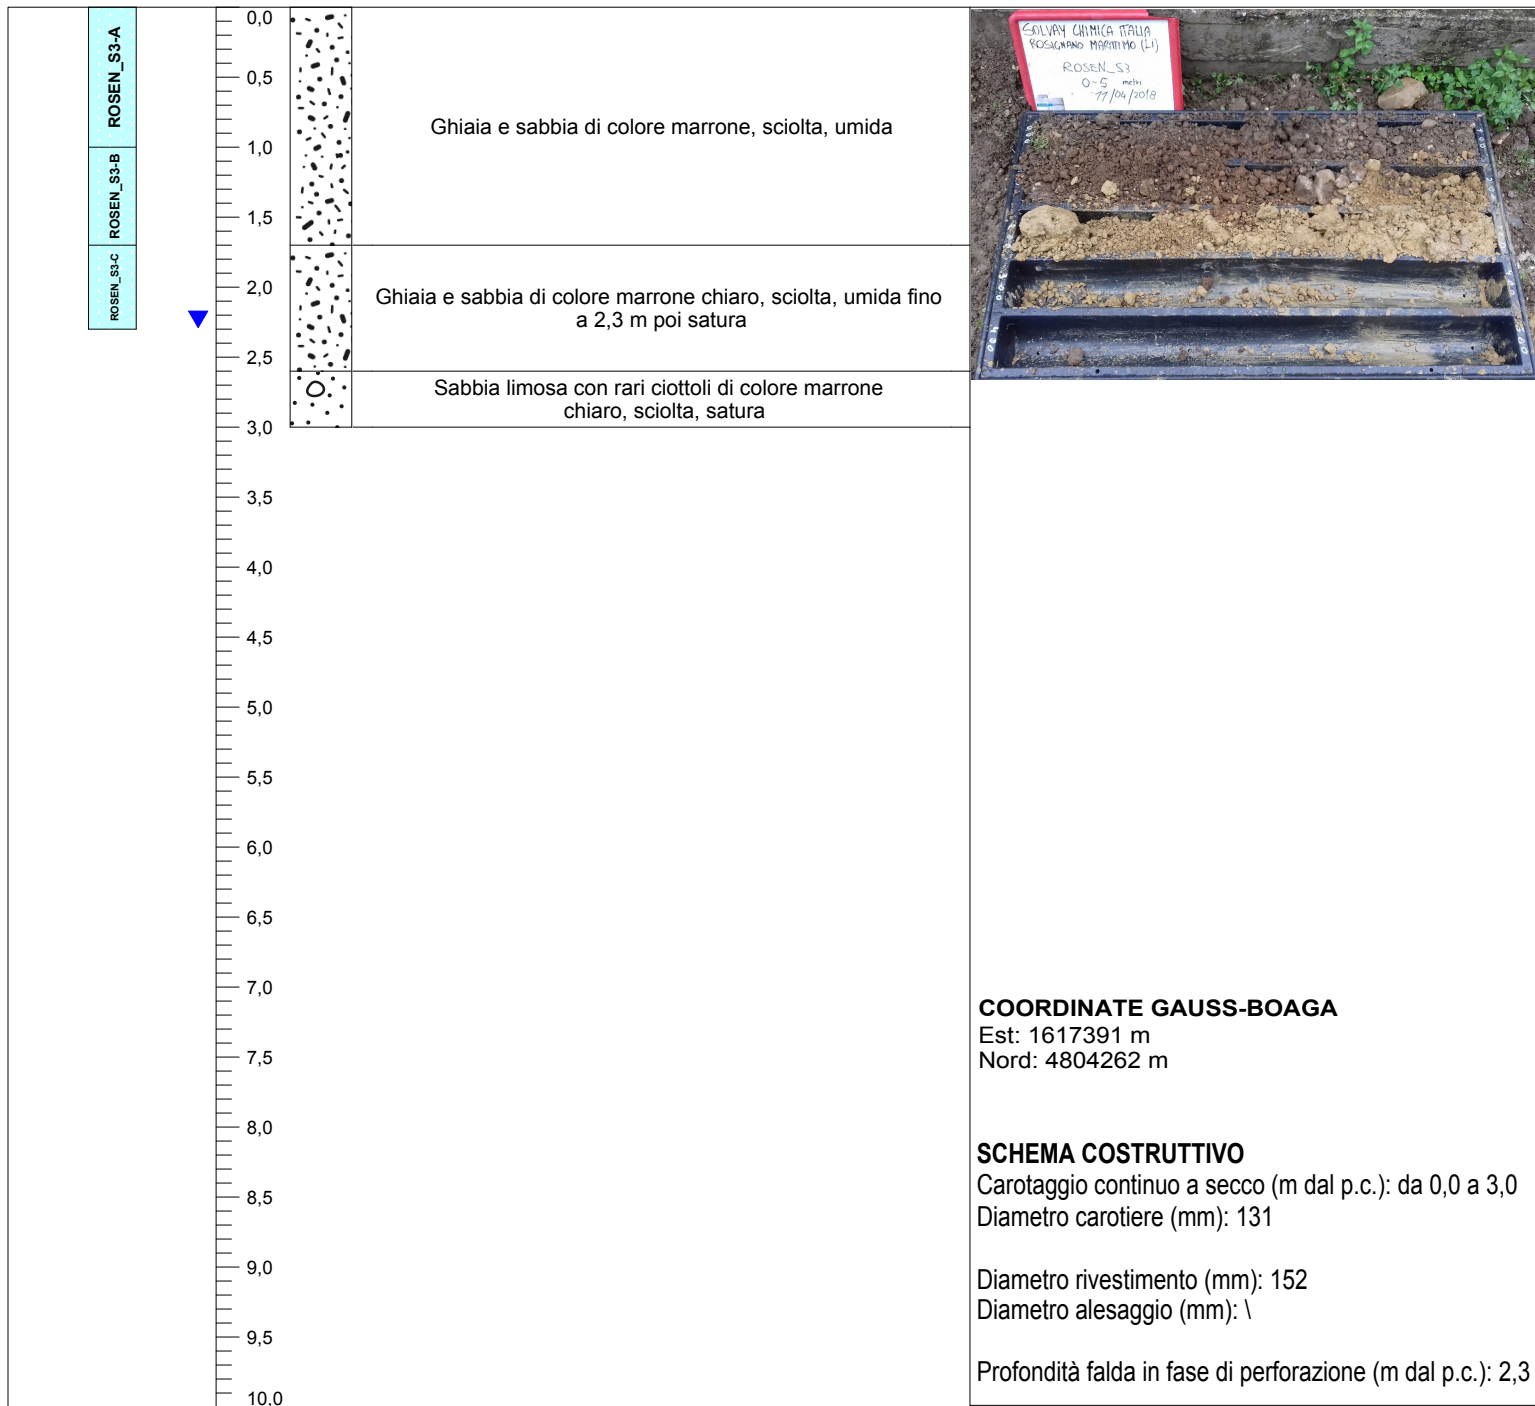 ROSEN_S3-A
ROSEN_S3-B
ROSEN_S3-C
0,0
0,5
1,0
1,5
2,0
2,5
3,0
3,5
4,0
4,5
5,0
5,5
6,0
6,5
7,0
7,5
8,0
8,5
9,0
9,5
10,0
Ghiaia e sabbia di colore marrone, sciolta, umida
Ghiaia e sabbia di colore marrone chiaro, sciolta, umida fino
a 2,3 m poi satura
Sabbia limosa con rari ciottoli di colore marrone
chiaro, sciolta, satura
SOLVAY CHIMICA ITALIA
ROSIGNANO MARITTIMO (LI)
ROSEN_S3
0-5 metri
11/04/2018
COORDINATE GAUSS-BOAGA
Est: 1617391 m
Nord: 4804262 m
SCHEMA COSTRUTTIVO
Carotaggio continuo a secco (m dal p.c.): da 0,0 a 3,0
Diametro carotiere (mm): 131
Diametro rivestimento (mm): 152
Diametro alesaggio (mm): \
Profondità falda in fase di perforazione (m dal p.c.): 2,3